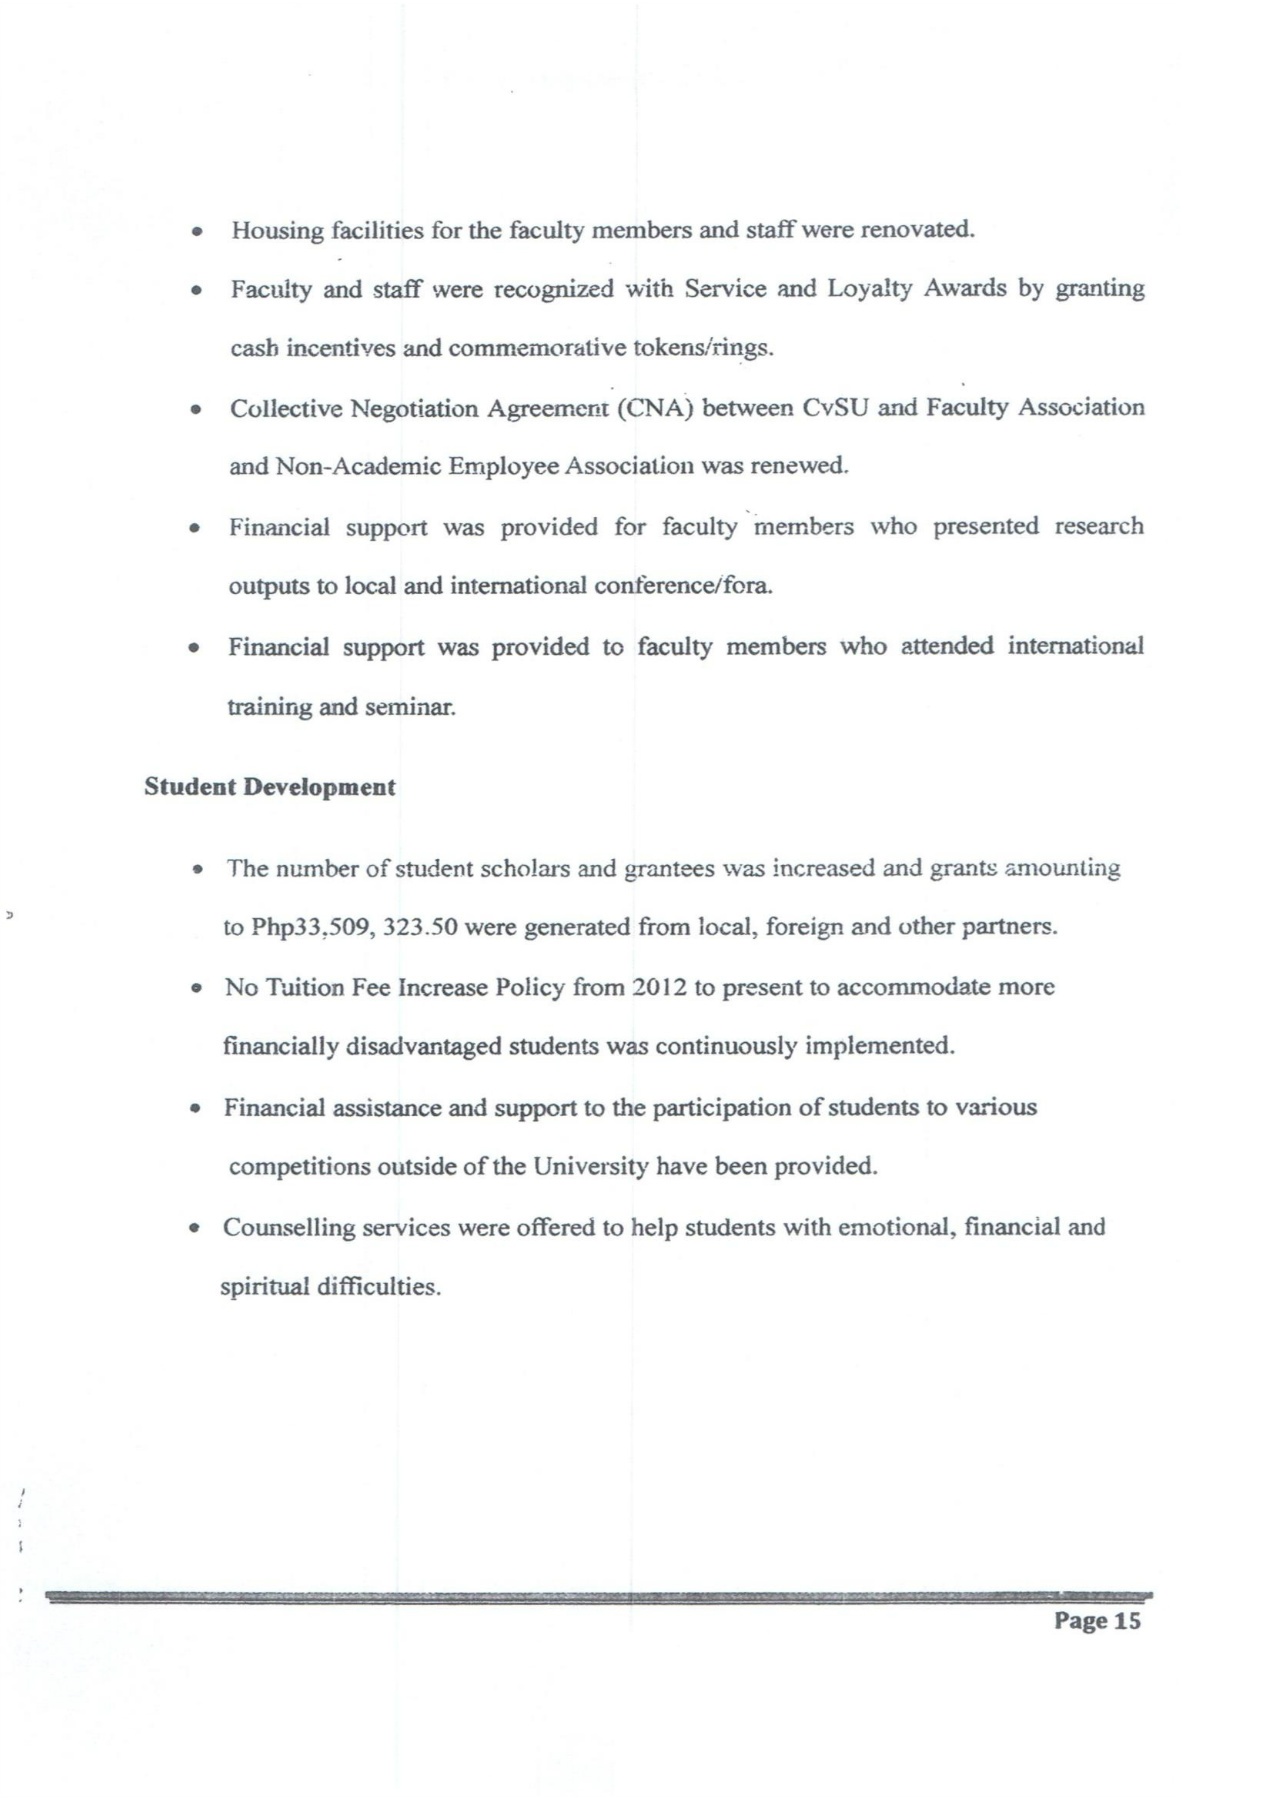 • Housing facilities for the faculty members and staff were renovated.
• Faculty and staff were recognized with Service and Loyalty Awards by granting
cash incentives and commemorative tokens/rings.
• Collective Negotiation Agreement (CNA) between CvSU and Faculty Association
and Non-Academic Employee Association was renewed.
• Financial support was provided for faculty members who presented research
outputs to local and international conference/fora.
• Financial support was provided to faculty members who attended international
training and seminar.
Student Development
• The number of student scholars and grantees was increased and grants amounting
to Php33,509, 323.50 were generated from local, foreign and other partners.
• No Tuition Fee Increase Policy from 2012 to present to accommodate more
financially disadvantaged students was continuously implemented.
• Financial assistance and support to the participation of students to various
competitions outside of the University have been provided.
• Counselling services were offered to help students with emotional, financial and
spiritual difficulties.
Page 15